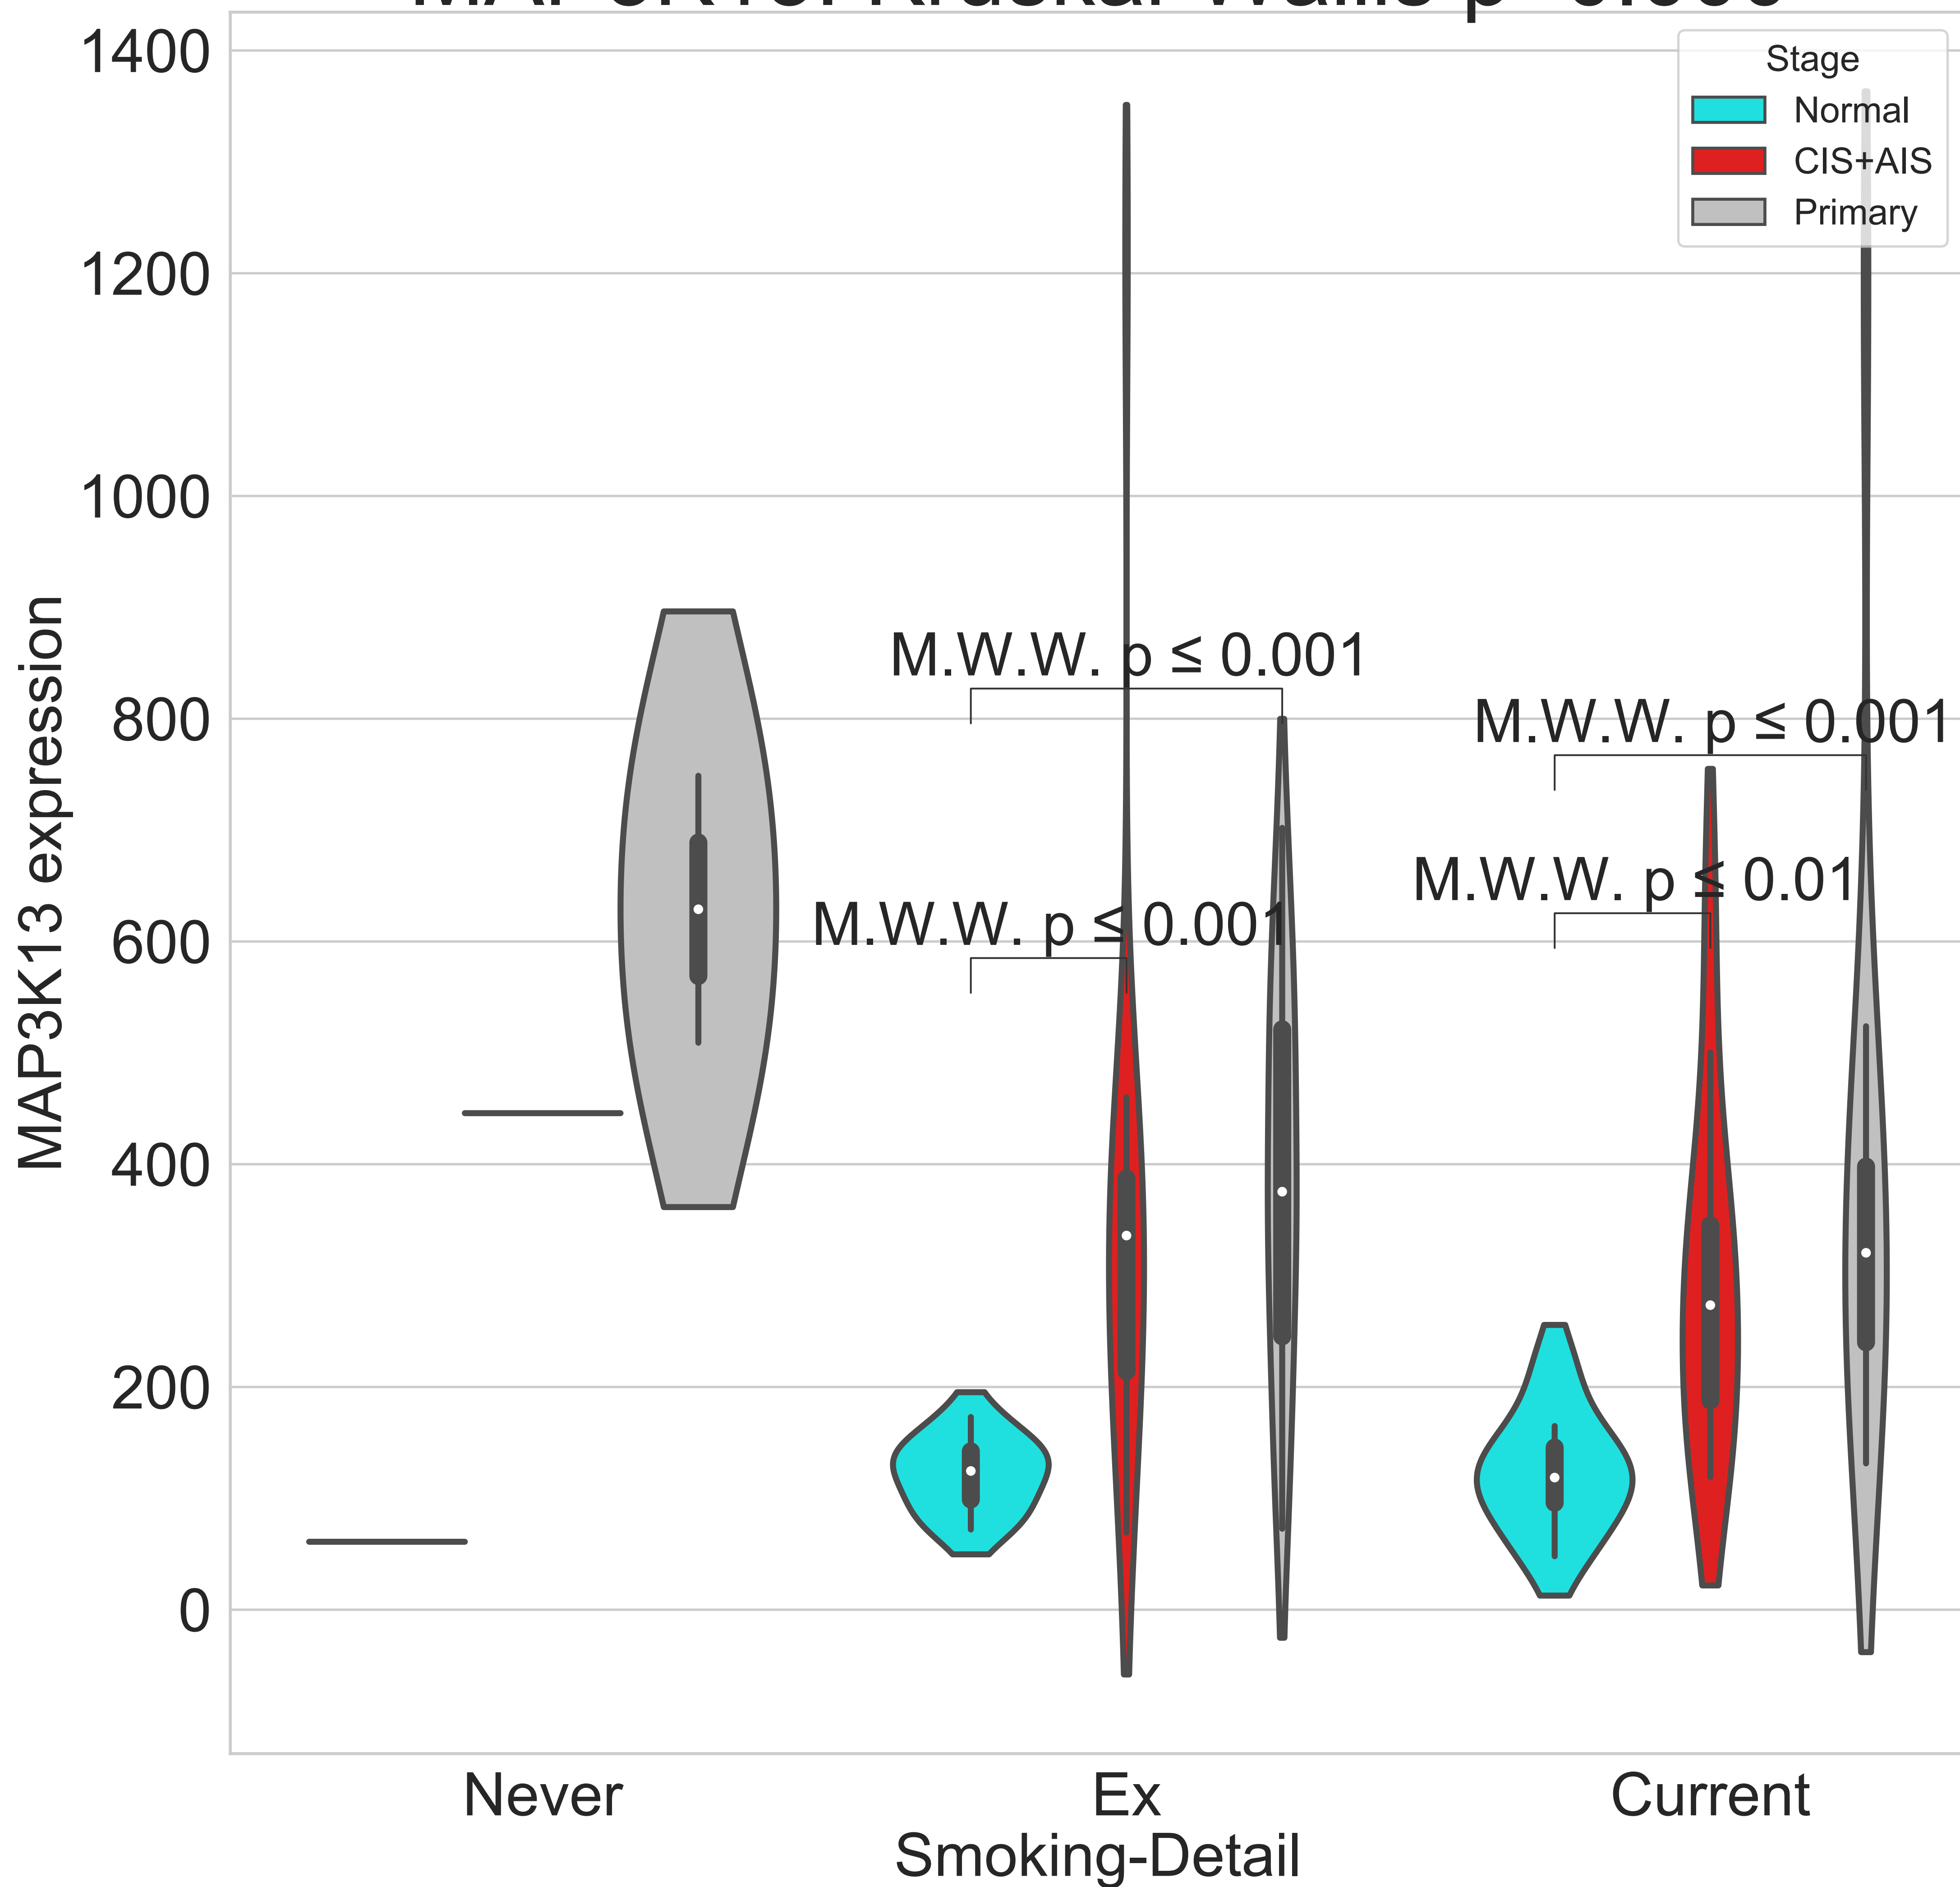 1400
1200
1000
800
600
400
200
0
MAP3K13 expression
Stage
Normal
CIS+AIS
Primary
M.W.W. p ≤ 0.001
M.W.W. p ≤ 0.001
M.W.W. p ≤ 0.01
M.W.W. p ≤ 0.001
Never
Ex
Current
Smoking-Detail